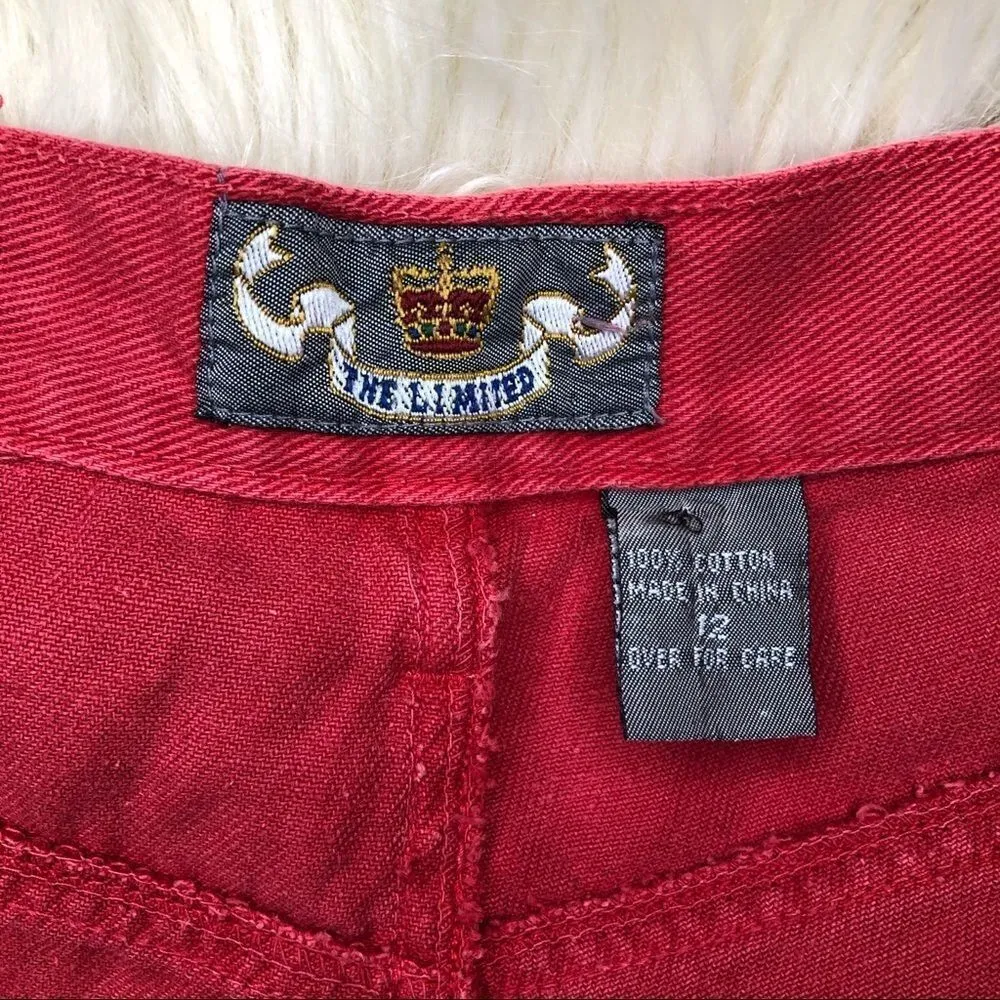 THE LIMITED
100% COTTON
MADE IN CHINA
12
OVER FOR CARE